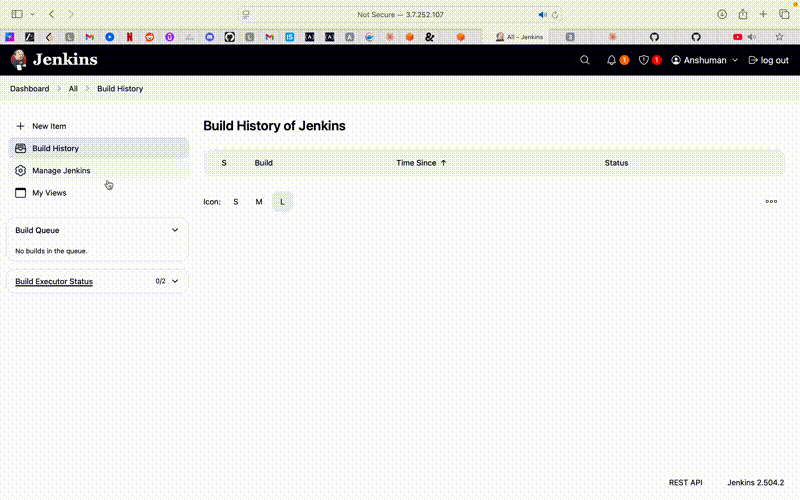 Not Secure — 3.7.252.107
All - Jenkins
3
Jenkins
1
1
Anshuman
log out
Dashboard
All
Build History
New Item
Build History
Manage Jenkins
My Views
Build Queue
No builds in the queue.
Build Executor Status
0/2
Build History of Jenkins
S
Build
Time Since ↑
Status
Icon:
S
M
L
REST API
Jenkins 2.504.2